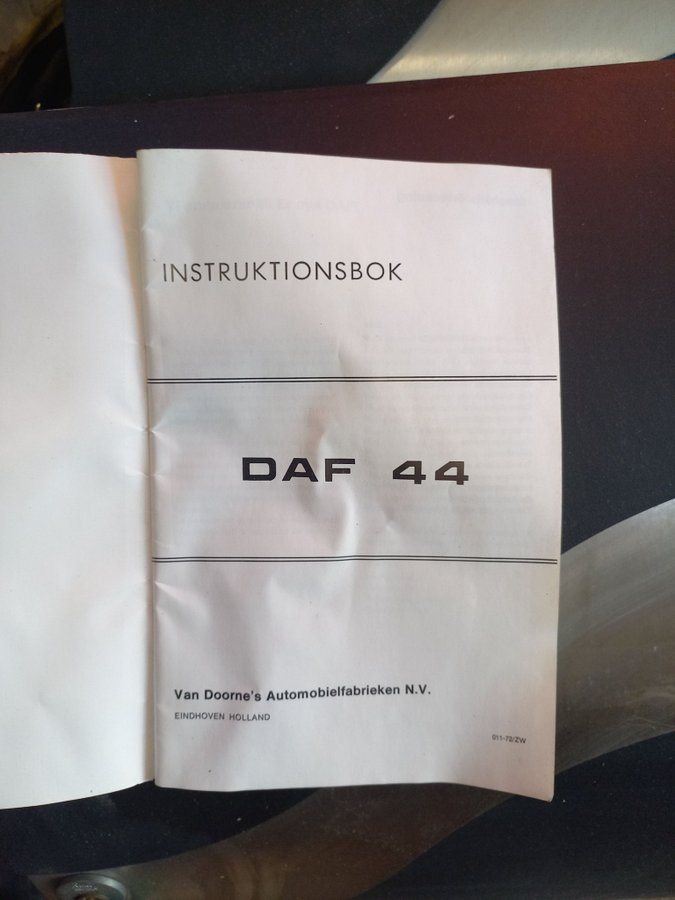 INSTRUKTIONSBOK
DAF 44
Van Doorne's Automobielfabrieken N.V.
EINDHOVEN HOLLAND
011-72/ZW